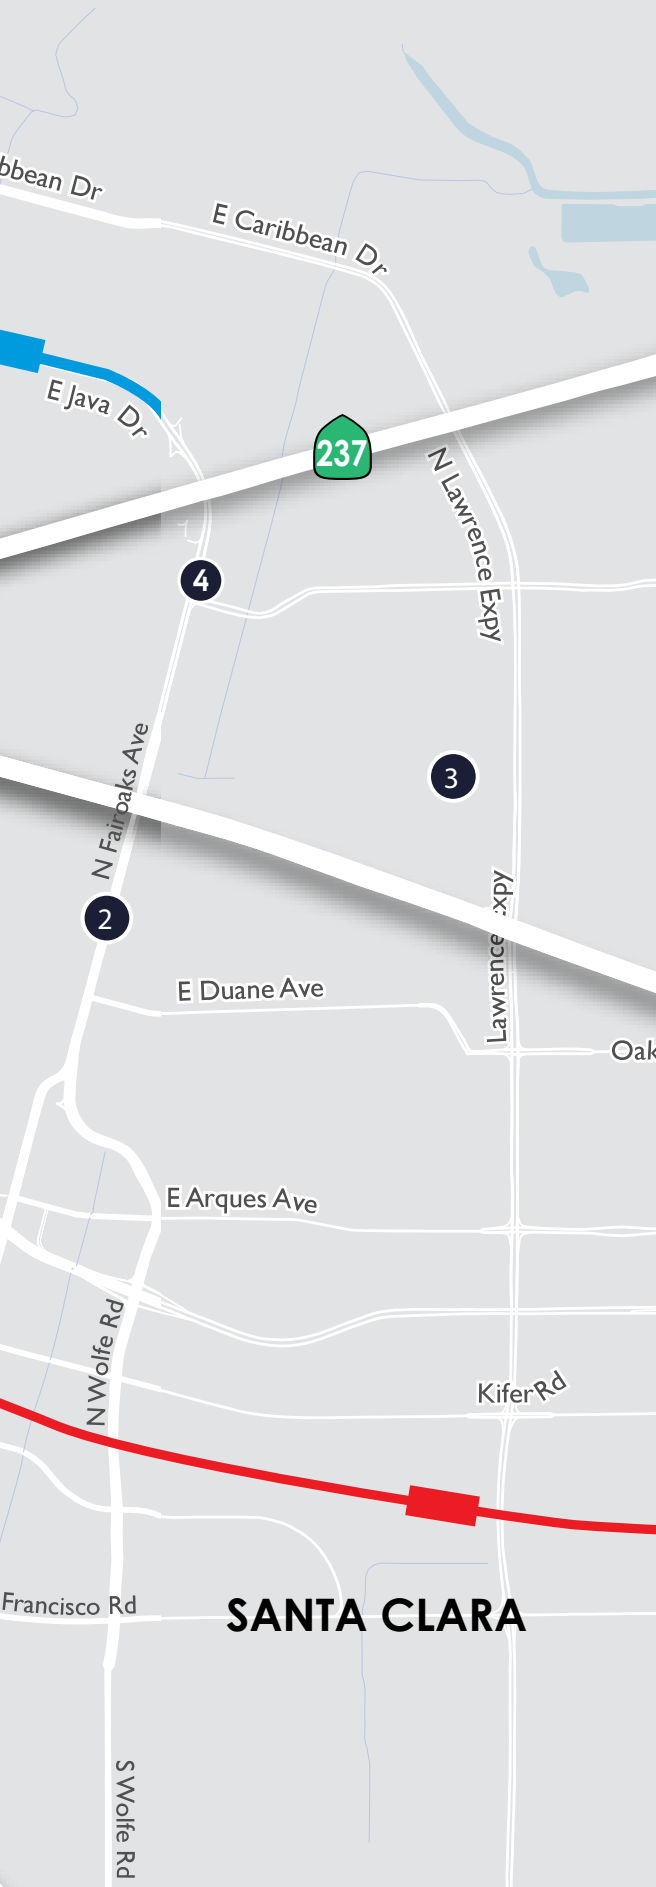 bbean Dr
E Caribbean Dr
E Java Dr
237
N Lawrence Expy
4
N Fairoaks Ave
3
2
Lawrence Expy
E Duane Ave
Oak
E Arques Ave
N Wolfe Rd
Kifer Rd
Francisco Rd
SANTA CLARA
S Wolfe Rd